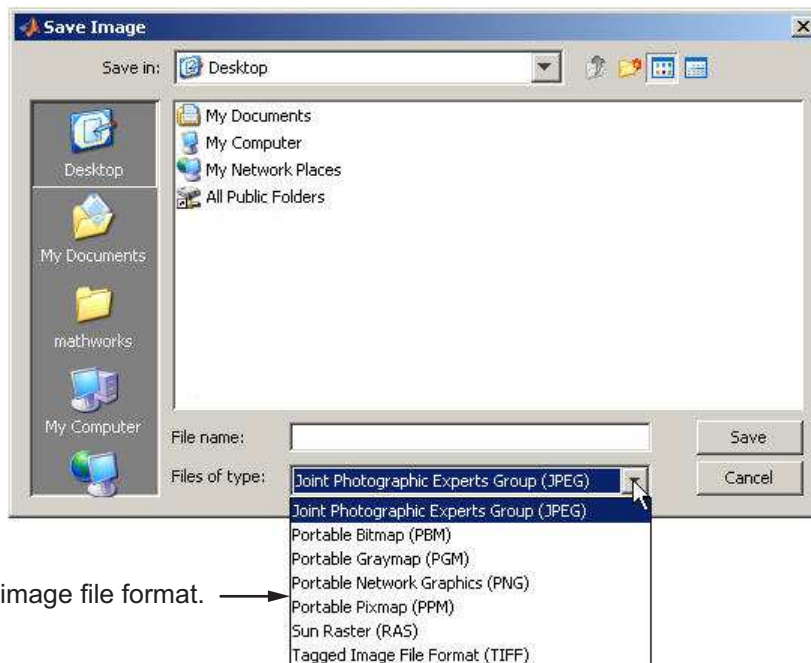 Save Image
Save in: Desktop
Desktop
My Documents
mathworks
My Computer
My Documents
My Computer
My Network Places
All Public Folders
File name: Save
Files of type: Joint Photographic Experts Group (JPEG) Cancel
Joint Photographic Experts Group (JPEG)
Portable Bitmap (PBM)
Portable Graymap (PGM)
Portable Network Graphics (PNG)
Portable Pixmap (PPM)
Sun Raster (RAS)
Tagged Image File Format (TIFF)
image file format.